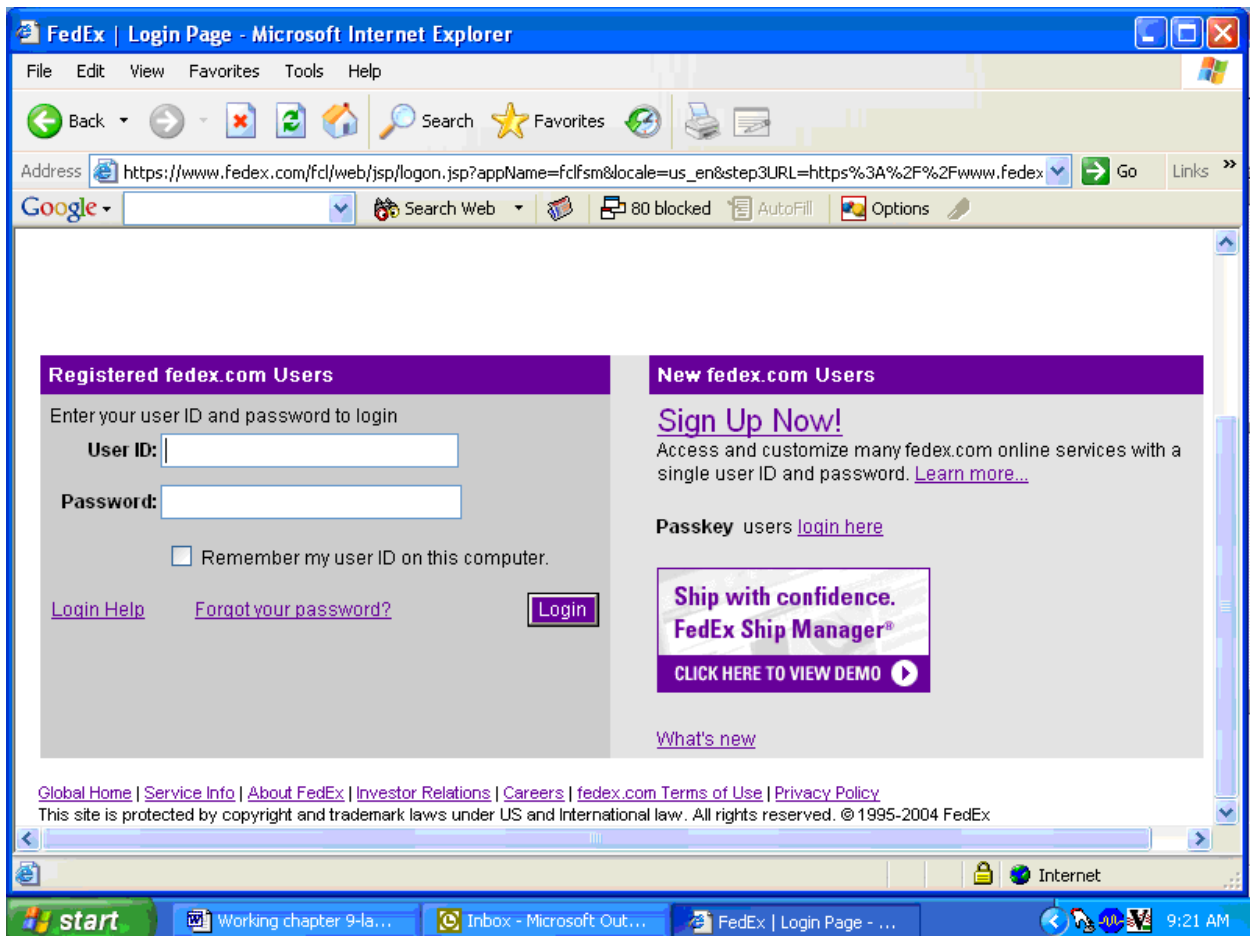 FedEx | Login Page - Microsoft Internet Explorer
File Edit View Favorites Tools Help
Back Search Favorites
Address https://www.fedex.com/fcl/web/jsp/logon.jsp?appName=fclfsm&locale=us_en&step3URL=https%3A%2F%2Fwww.fedex Go Links »
Google Search Web 80 blocked AutoFill Options
Registered fedex.com Users
Enter your user ID and password to login
User ID:
Password:
Remember my user ID on this computer.
Login Help Forgot your password? Login
New fedex.com Users
Sign Up Now!
Access and customize many fedex.com online services with a
single user ID and password. Learn more...
Passkey users login here
Ship with confidence.
FedEx Ship Manager®
CLICK HERE TO VIEW DEMO
What's new
Global Home | Service Info | About FedEx | Investor Relations | Careers | fedex.com Terms of Use | Privacy Policy
This site is protected by copyright and trademark laws under US and International law. All rights reserved. © 1995-2004 FedEx
Internet
start Working chapter 9-la... Inbox - Microsoft Out... FedEx | Login Page - ... 9:21 AM